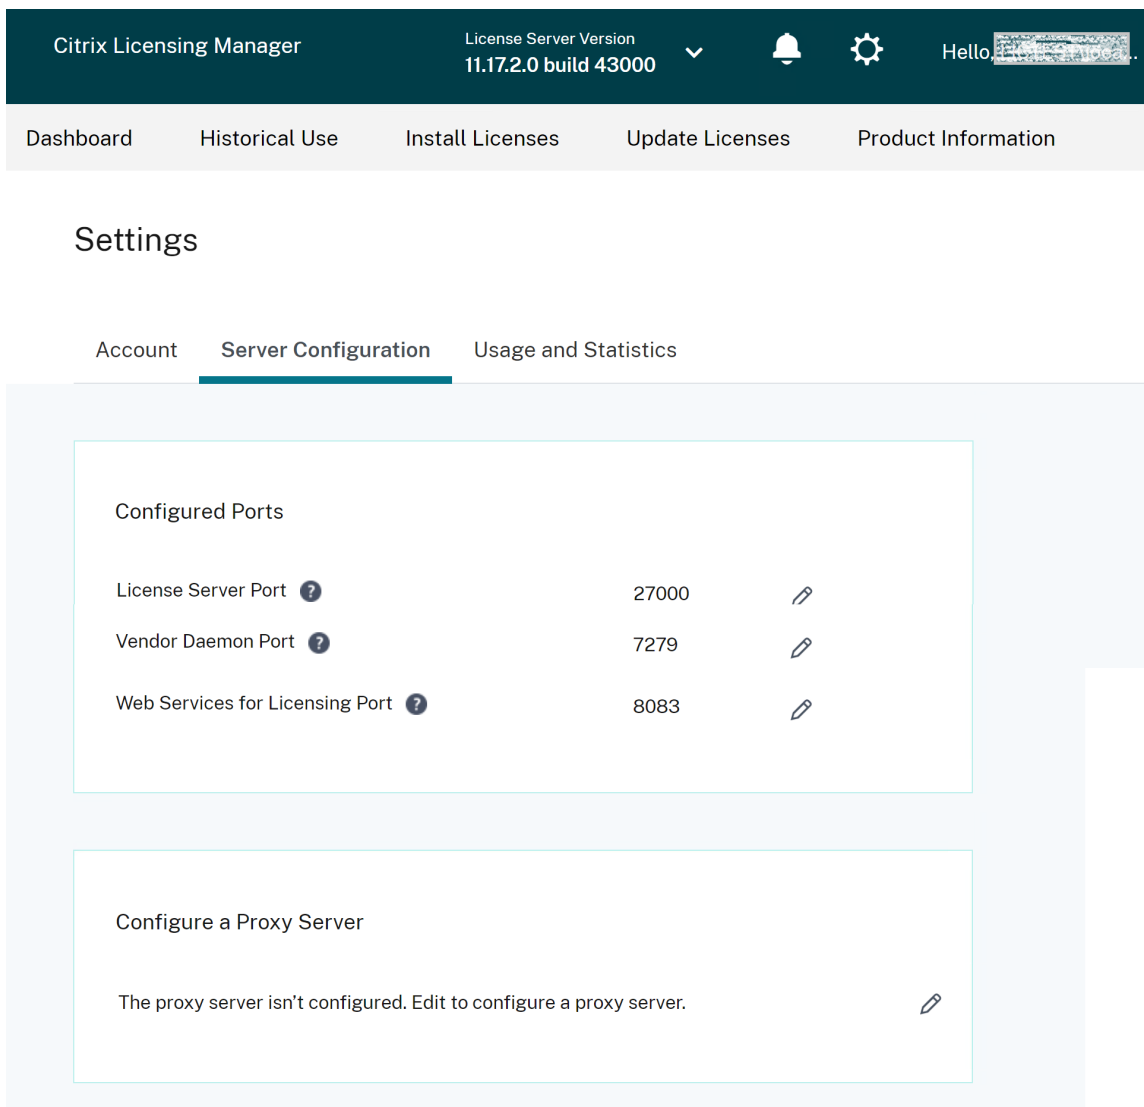 Citrix Licensing Manager
License Server Version
11.17.2.0 build 43000
Hello,
Dashboard Historical Use Install Licenses Update Licenses Product Information
Settings
Account Server Configuration Usage and Statistics
Configured Ports
License Server Port ? 27000
Vendor Daemon Port ? 7279
Web Services for Licensing Port ? 8083
Configure a Proxy Server
The proxy server isn’t configured. Edit to configure a proxy server.